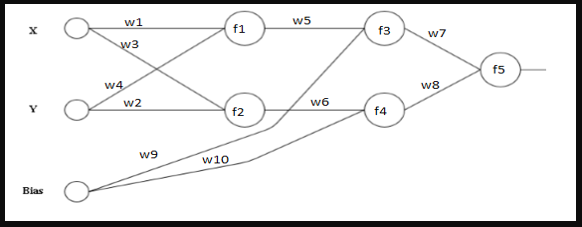 X w1 f1 w5 f3 w7
w3
f5
w4 w8
Y w2 f2 w6 f4
w9 w10
Bias